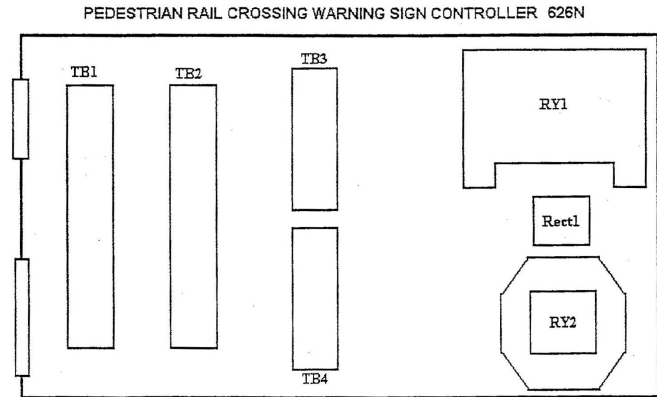 PEDESTRIAN RAIL CROSSING WARNING SIGN CONTROLLER 626N
TB1
TB2
TB3
RY1
Rect1
RY2
TB4